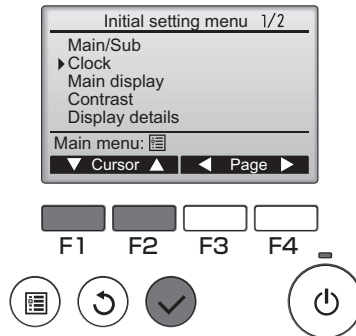 Initial setting menu 1/2
Main/Sub
Clock
Main display
Contrast
Display details
Main menu:
▼ Cursor ▲ ◀ Page ▶
F1 F2 F3 F4